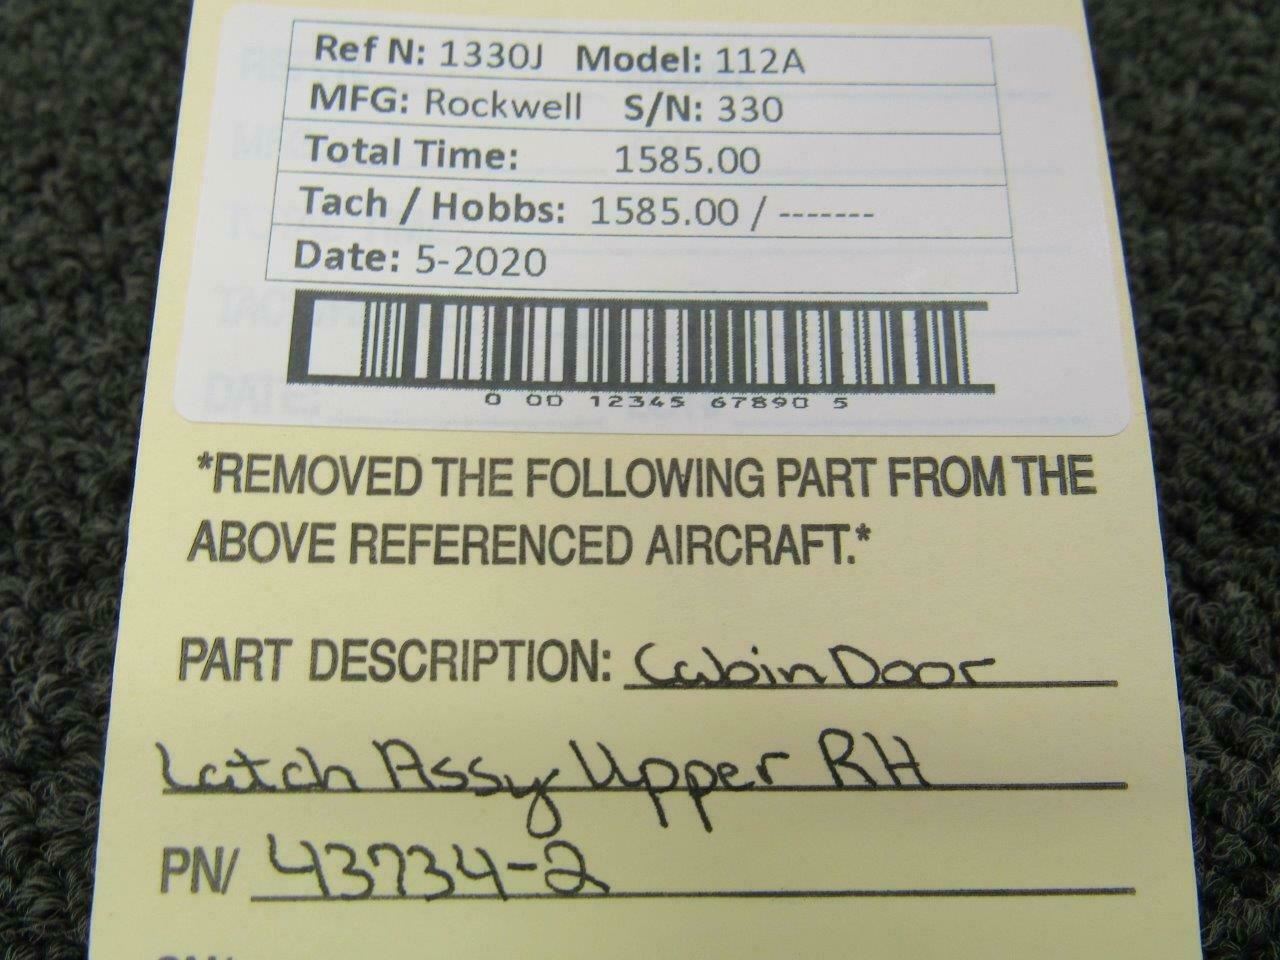 Ref N: 1330J Model: 112A
MFG: Rockwell S/N: 330
Total Time: 1585.00
Tach / Hobbs: 1585.00 / -------
Date: 5-2020
0 00 12345 67890 5
*REMOVED THE FOLLOWING PART FROM THE
ABOVE REFERENCED AIRCRAFT.*
PART DESCRIPTION: Cabin Door
Latch Assy Upper RH
PN/ 43734-2